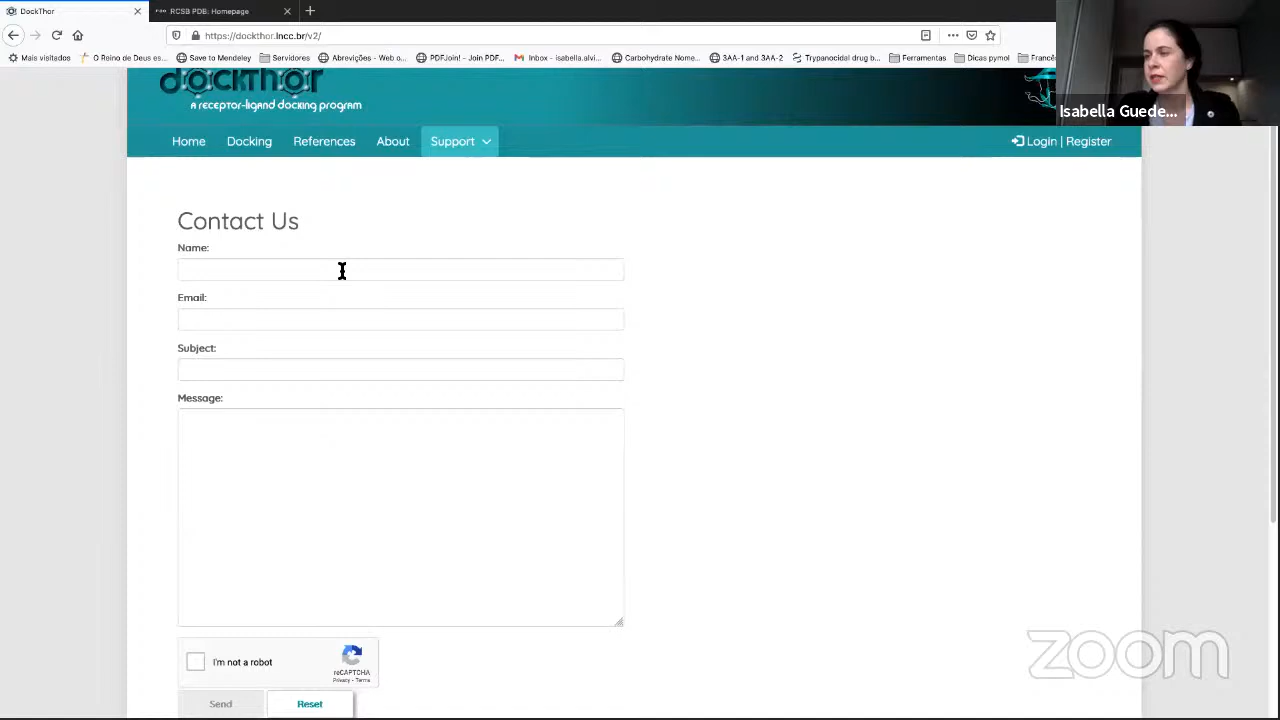 DockThor
RCSB PDB: Homepage
https://dockthor.lncc.br/v2/
Mais visitados
O Reino de Deus es...
Save to Mendeley
Servidores
Abrevições - Web o...
PDFJoin! - Join PDF...
Inbox - isabella.alvi...
Carbohydrate Nome...
3AA-1 and 3AA-2
Trypanocidal drug b...
Ferramentas
Dicas pymol
Francês
DockThor
a receptor-ligand docking program
Isabella Guede...
Home
Docking
References
About
Support
Login | Register
Contact Us
Name:
Email:
Subject:
Message:
I'm not a robot
reCAPTCHA
Privacy - Terms
Send
Reset
zoom